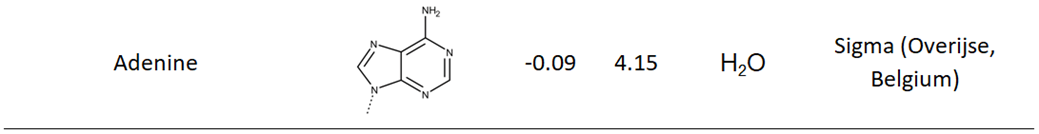 Adenine
NH2
N
N
N
N
-0.09
4.15
H₂O
Sigma (Overijse,
Belgium)